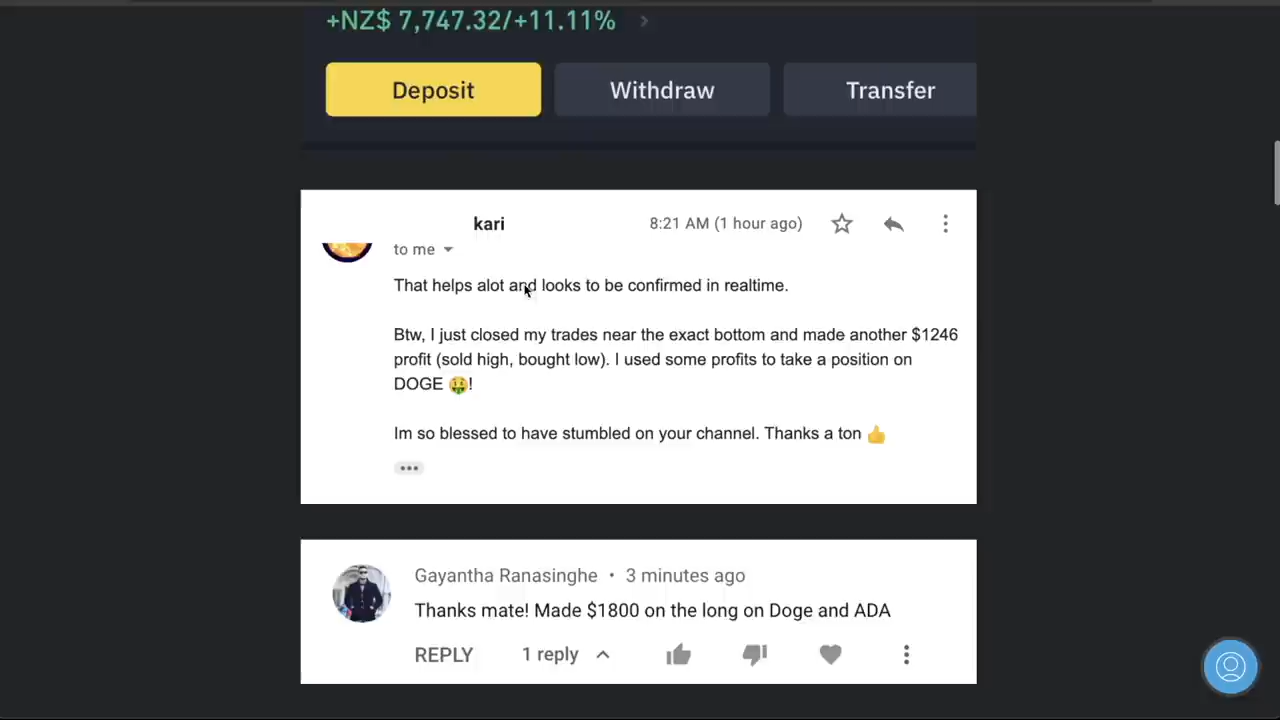 +NZ$ 7,747.32/+11.11% >
Deposit
Withdraw
Transfer
kari
8:21 AM (1 hour ago)
to me
That helps alot and looks to be confirmed in realtime.
Btw, I just closed my trades near the exact bottom and made another $1246
profit (sold high, bought low). I used some profits to take a position on
DOGE 🤑!
Im so blessed to have stumbled on your channel. Thanks a ton 👍
Gayantha Ranasinghe • 3 minutes ago
Thanks mate! Made $1800 on the long on Doge and ADA
REPLY
1 reply